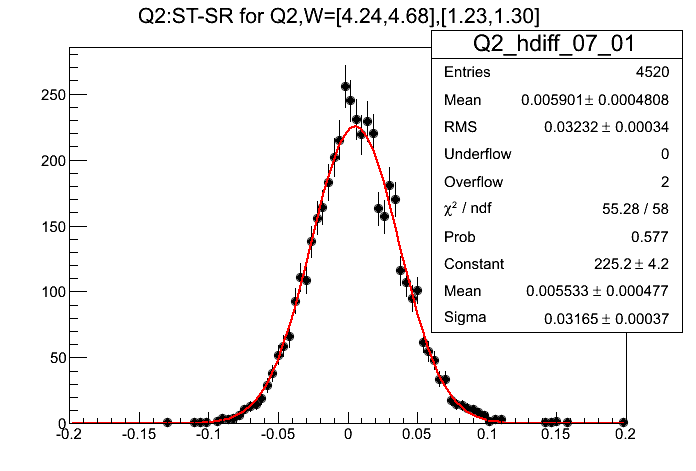 Q2:ST-SR for Q2,W=[4.24,4.68],[1.23,1.30]
Q2_hdiff_07_01
Entries 4520
Mean 0.005901± 0.0004808
RMS 0.03232 ± 0.00034
Underflow 0
Overflow 2
χ² / ndf 55.28 / 58
Prob 0.577
Constant 225.2 ± 4.2
Mean 0.005533 ± 0.000477
Sigma 0.03165 ± 0.00037
250
200
150
100
50
0
-0.2 -0.15 -0.1 -0.05 0 0.05 0.1 0.15 0.2